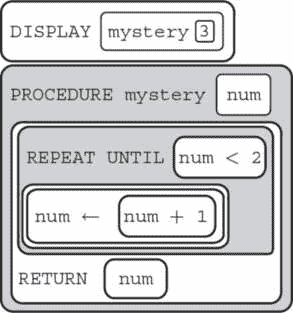 DISPLAY mystery 3
PROCEDURE mystery num
REPEAT UNTIL num < 2
num ← num + 1
RETURN num